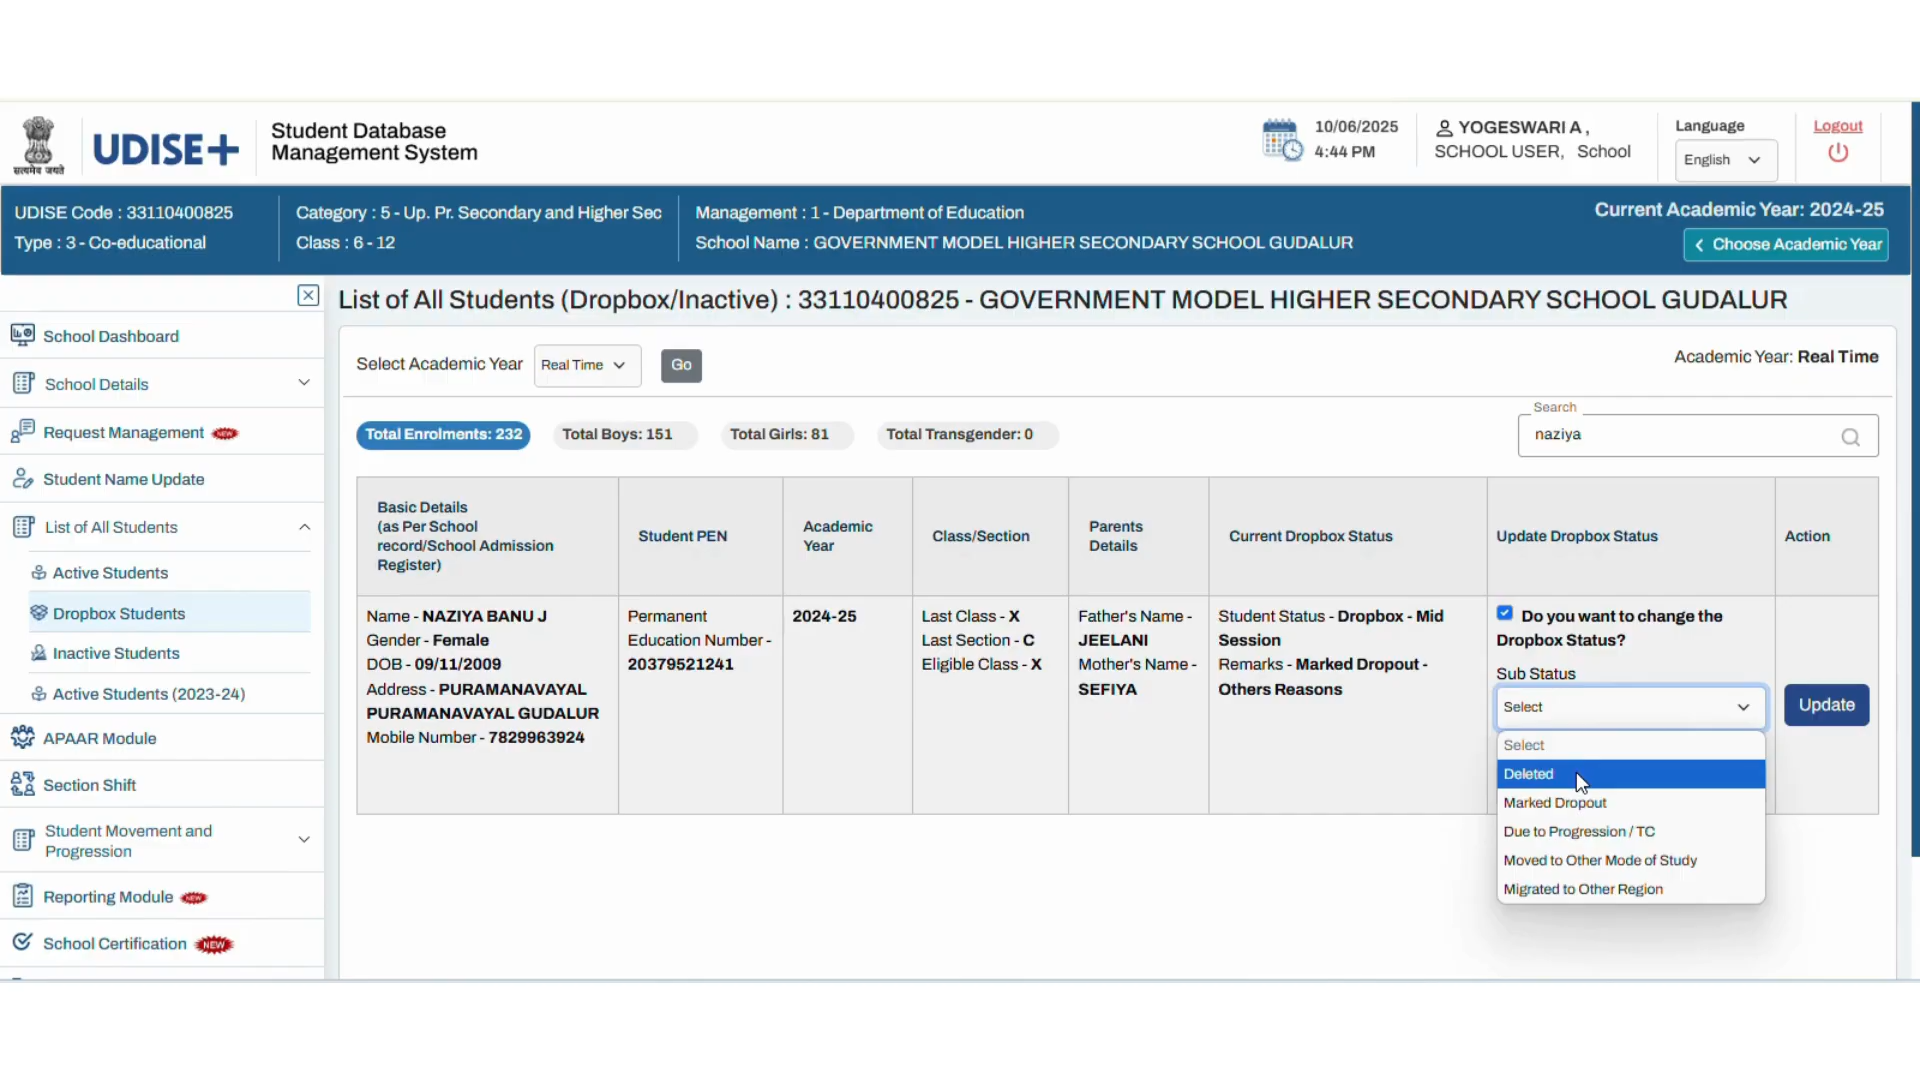 सत्यमेव जयते
UDISE+
Student Database
Management System
10/06/2025
4:44 PM
YOGESWARI A ,
SCHOOL USER, School
Language
English
Logout
UDISE Code : 33110400825
Type : 3 - Co-educational
Category : 5 - Up. Pr. Secondary and Higher Sec
Class : 6 - 12
Management : 1 - Department of Education
School Name : GOVERNMENT MODEL HIGHER SECONDARY SCHOOL GUDALUR
Current Academic Year: 2024-25
Choose Academic Year
School Dashboard
School Details
Request Management NEW
Student Name Update
List of All Students
Active Students
Dropbox Students
Inactive Students
Active Students (2023-24)
APAAR Module
Section Shift
Student Movement and
Progression
Reporting Module NEW
School Certification NEW
List of All Students (Dropbox/Inactive) : 33110400825 - GOVERNMENT MODEL HIGHER SECONDARY SCHOOL GUDALUR
Select Academic Year
Real Time
Go
Academic Year: Real Time
Total Enrolments: 232
Total Boys: 151
Total Girls: 81
Total Transgender: 0
Search
naziya
Basic Details
(as Per School
record/School Admission
Register)
Student PEN
Academic
Year
Class/Section
Parents
Details
Current Dropbox Status
Update Dropbox Status
Action
Name - NAZIYA BANU J
Gender - Female
DOB - 09/11/2009
Address - PURAMANAVAYAL
PURAMANAVAYAL GUDALUR
Mobile Number - 7829963924
Permanent
Education Number -
20379521241
2024-25
Last Class - X
Last Section - C
Eligible Class - X
Father's Name -
JEELANI
Mother's Name -
SEFIYA
Student Status - Dropbox - Mid
Session
Remarks - Marked Dropout -
Others Reasons
Do you want to change the
Dropbox Status?
Sub Status
Select
Select
Deleted
Marked Dropout
Due to Progression / TC
Moved to Other Mode of Study
Migrated to Other Region
Update